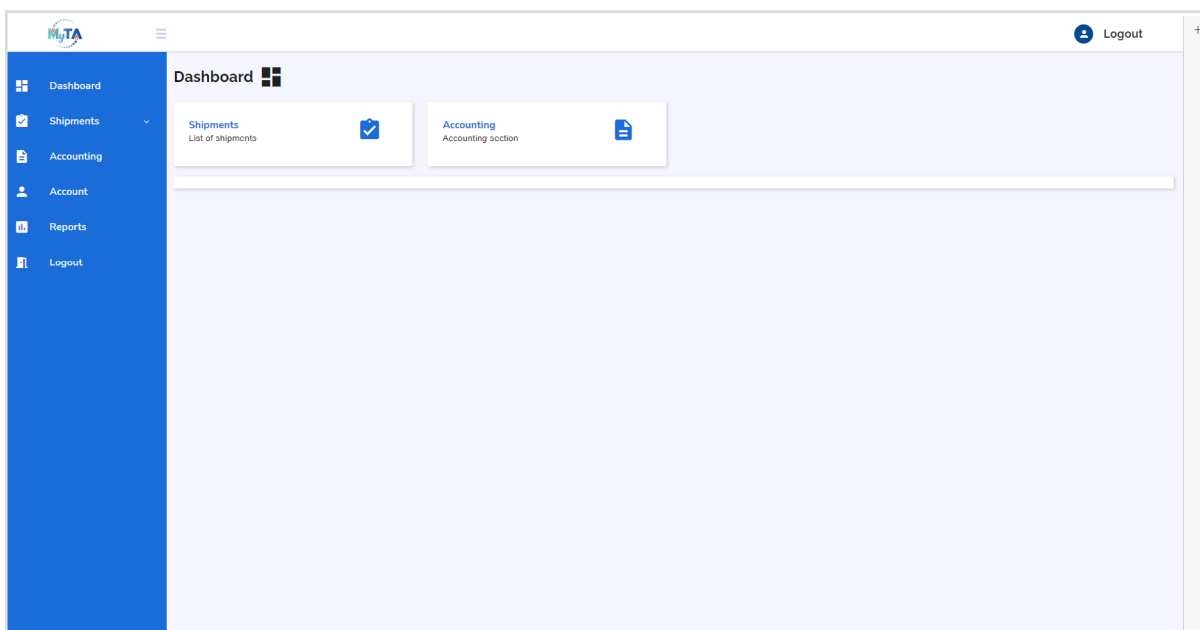 MyTA
Logout
Dashboard
Shipments
Accounting
Account
Reports
Logout
Dashboard
Shipments
List of shipments
Accounting
Accounting section